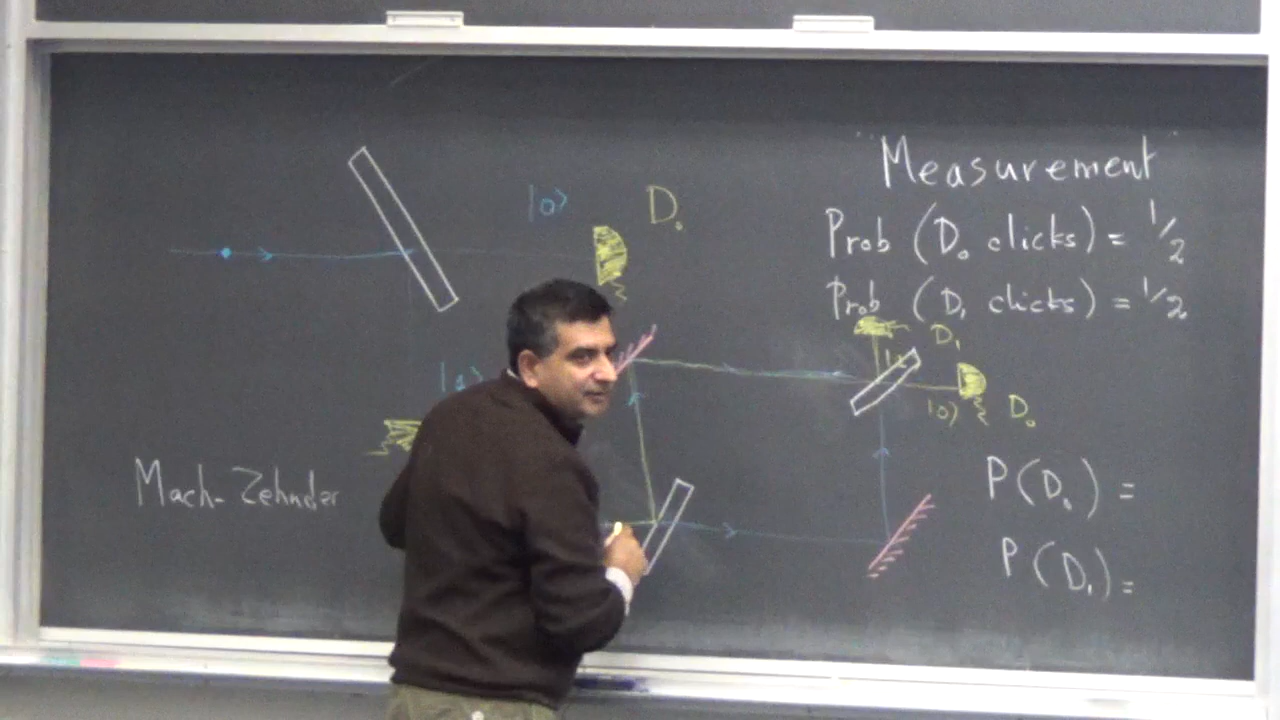 "Measurement"
|0> D₀
Prob (D₀ clicks) = 1/2
Prob (D₁ clicks) = 1/2
D₁
|0> D₀
Mach-Zehnder
P(D₀) =
P(D₁) =